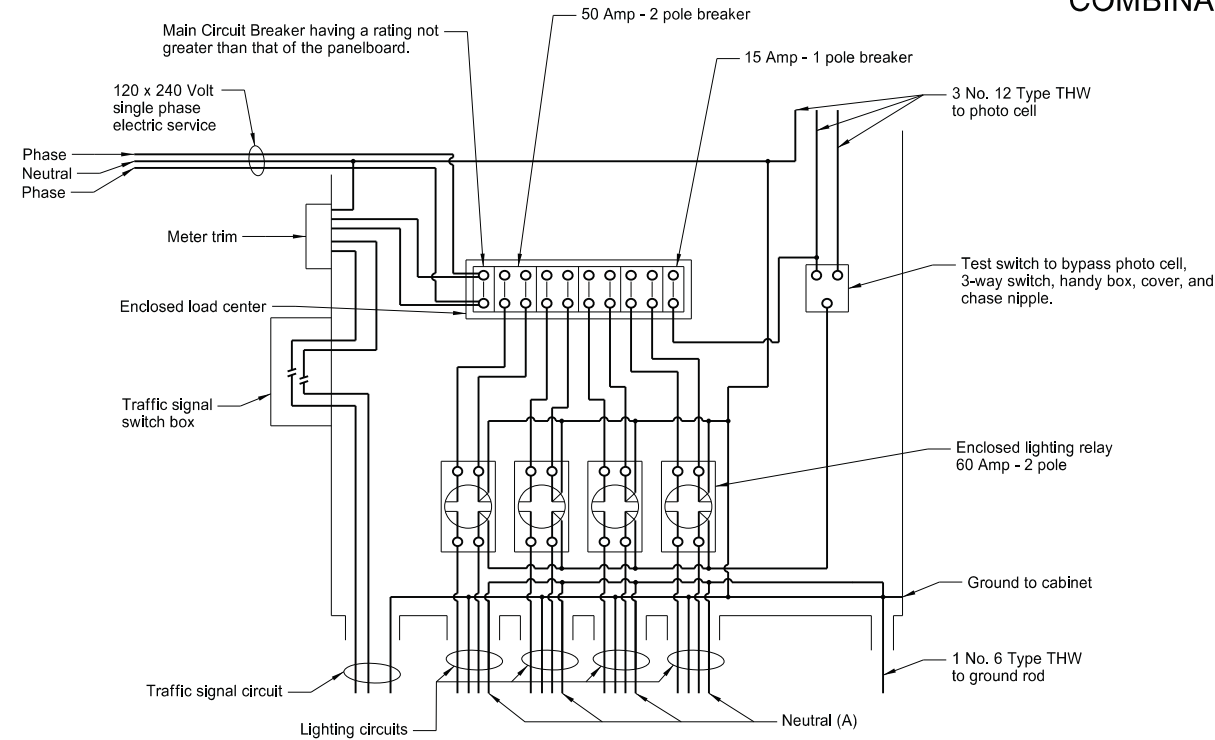 COMBINA
50 Amp - 2 pole breaker
Main Circuit Breaker having a rating not
greater than that of the panelboard.
15 Amp - 1 pole breaker
120 x 240 Volt
single phase
electric service
3 No. 12 Type THW
to photo cell
Phase
Neutral
Phase
Meter trim
Test switch to bypass photo cell,
3-way switch, handy box, cover, and
chase nipple.
Enclosed load center
Traffic signal
switch box
Enclosed lighting relay
60 Amp - 2 pole
Ground to cabinet
1 No. 6 Type THW
to ground rod
Traffic signal circuit
Lighting circuits
Neutral (A)